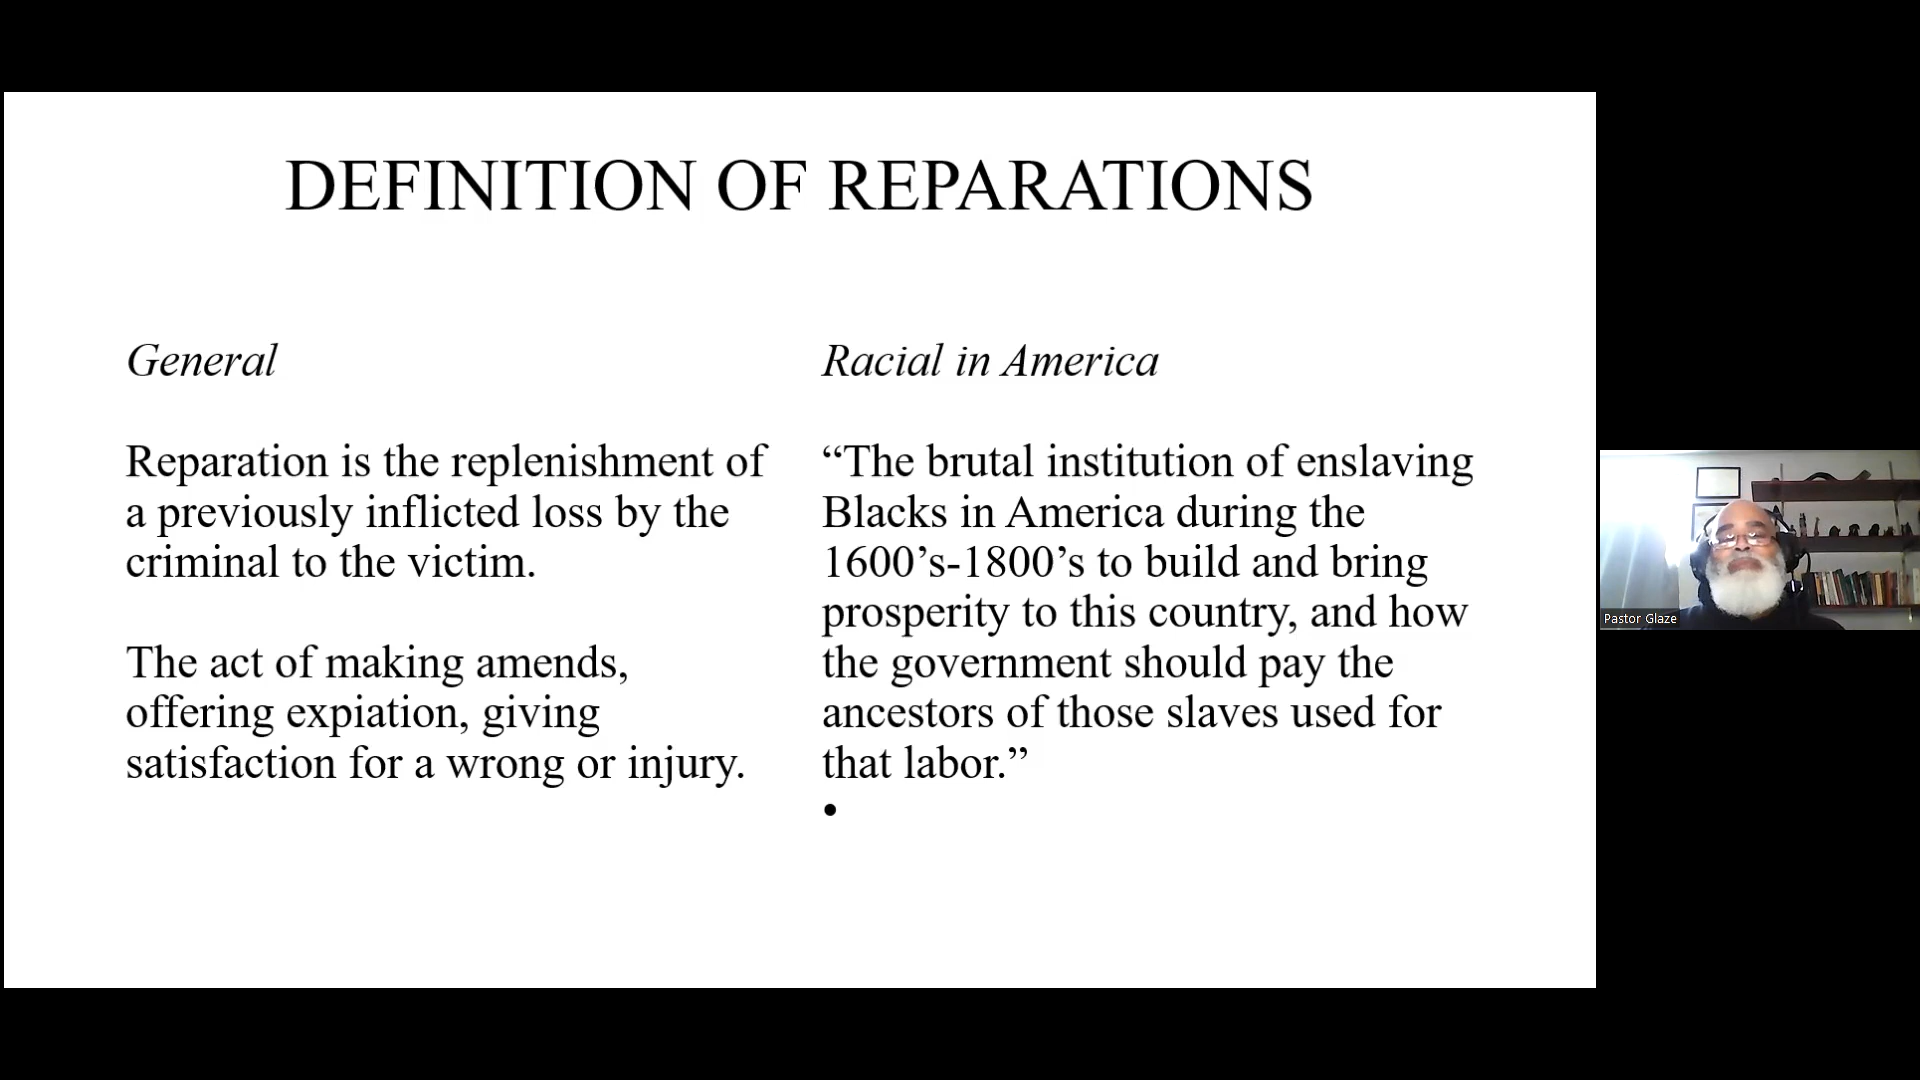 DEFINITION OF REPARATIONS
General
Reparation is the replenishment of
a previously inflicted loss by the
criminal to the victim.
The act of making amends,
offering expiation, giving
satisfaction for a wrong or injury.
Racial in America
“The brutal institution of enslaving
Blacks in America during the
1600’s-1800’s to build and bring
prosperity to this country, and how
the government should pay the
ancestors of those slaves used for
that labor.”
•
Pastor Glaze